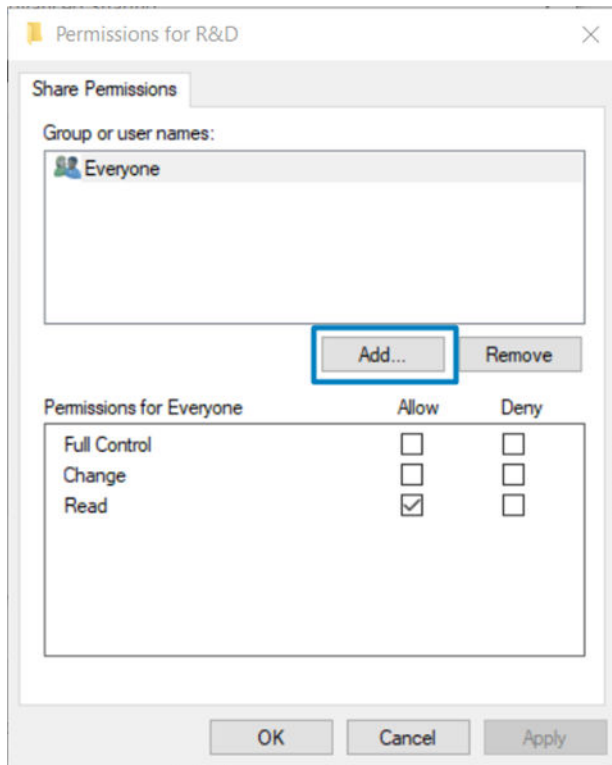 Permissions for R&D
Share Permissions
Group or user names:
Everyone
Add...
Remove
Permissions for Everyone
Allow
Deny
Full Control
Change
Read
OK
Cancel
Apply